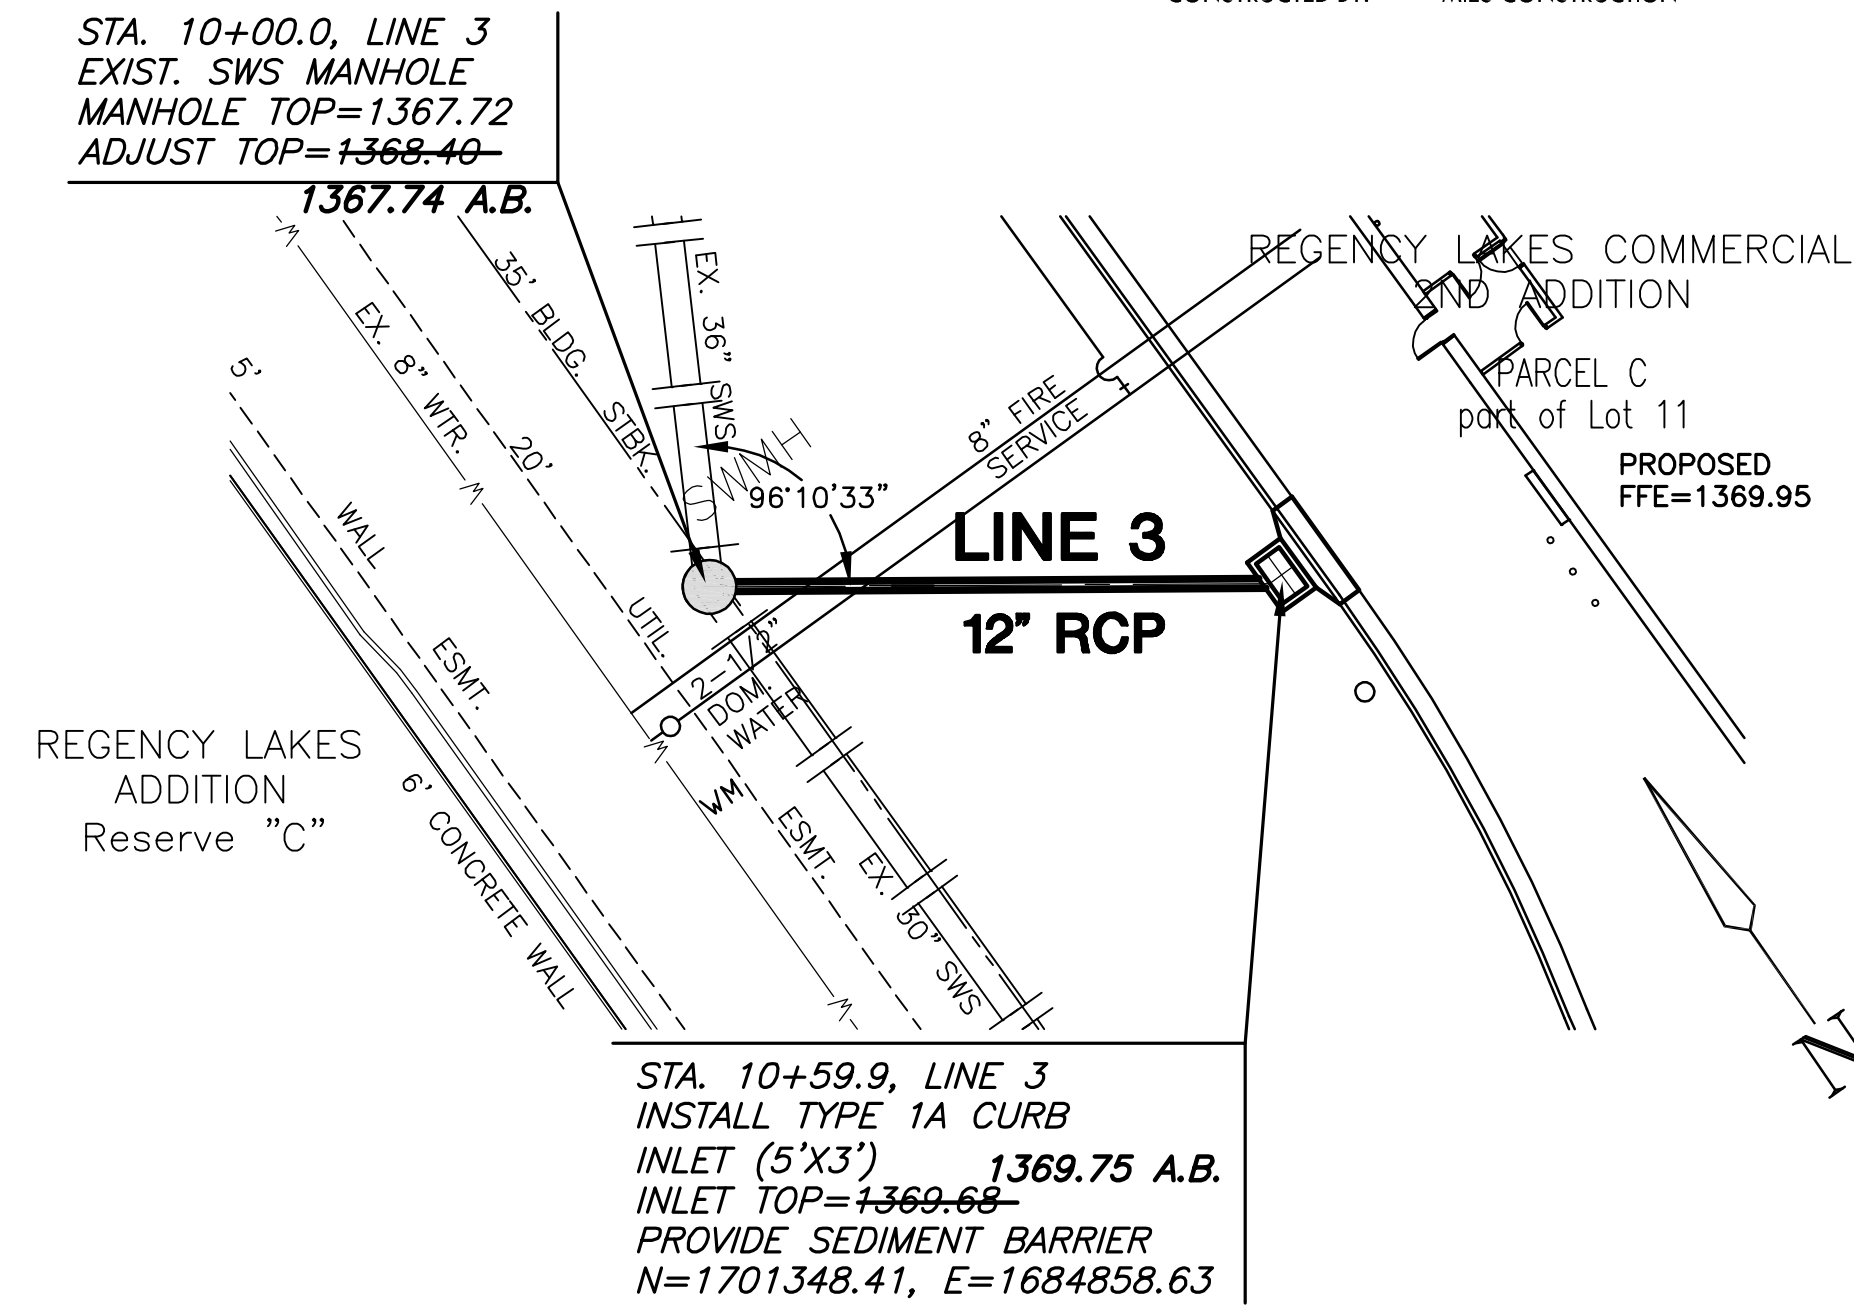 STA. 10+00.0, LINE 3
EXIST. SWS MANHOLE
MANHOLE TOP=1367.72
ADJUST TOP=1368.40
1367.74 A.B.
REGENCY LAKES COMMERCIAL
2ND ADDITION
PARCEL C
part of Lot 11
PROPOSED
FFE=1369.95
35' BLDG. STBK.
EX. 36" SWS
EX. 8" WTR.
W
W
W
W
5' WALL ESMT.
20' UTIL. ESMT.
SWMH
96°10'33"
8" FIRE
SERVICE
LINE 3
12" RCP
2-1/2"
DOM.
WATER
WM
EX. 30" SWS
6' CONCRETE WALL
REGENCY LAKES
ADDITION
Reserve "C"
N
STA. 10+59.9, LINE 3
INSTALL TYPE 1A CURB
INLET (5'X3')
1369.75 A.B.
INLET TOP=1369.68
PROVIDE SEDIMENT BARRIER
N=1701348.41, E=1684858.63